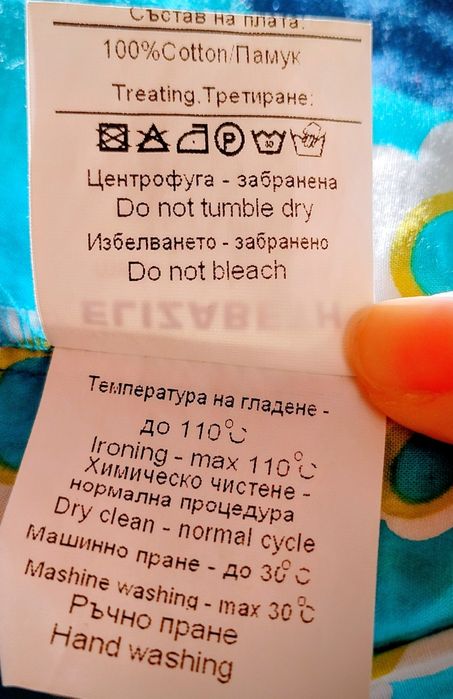 Състав на плата:
100%Cotton/Памук
Treating.Третиране:
P 30
Центрофуга - забранена
Do not tumble dry
Избелването - забранено
Do not bleach
ELIZABETH
Температура на гладене -
до 110°C
Ironing - max 110°C
Химическо чистене -
нормална процедура
Dry clean - normal cycle
Машинно пране - до 30°C
Mashine washing - max 30°C
Ръчно пране
Hand washing